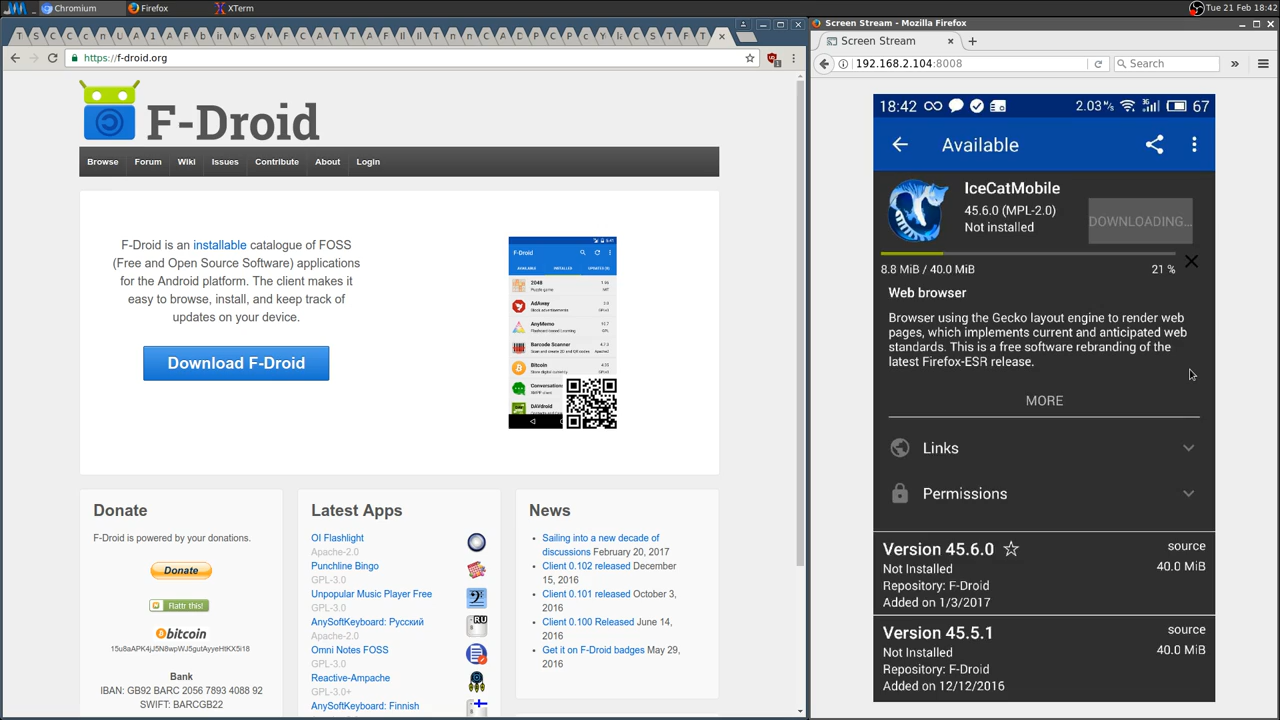 Chromium
Firefox
XTerm
Tue 21 Feb 18:42
https://f-droid.org
F-Droid
Browse Forum Wiki Issues Contribute About Login
F-Droid is an installable catalogue of FOSS
(Free and Open Source Software) applications
for the Android platform. The client makes it
easy to browse, install, and keep track of
updates on your device.
Download F-Droid
F-Droid
AVAILABLE INSTALLED
2048
AdAway
AnyMemo
Barcode Scanner
Bitcoin
Conversations
DAVdroid
Donate
F-Droid is powered by your donations.
Donate
Flattr this!
bitcoin
Bank
IBAN: GB92 BARC 2056 7893 4088 92
SWIFT: BARCGB22
Latest Apps
OI Flashlight
Apache-2.0
Punchline Bingo
GPL-3.0
Unpopular Music Player Free
GPL-3.0
AnySoftKeyboard: Русский
RU
Apache-2.0
Omni Notes FOSS
GPL-3.0
Reactive-Ampache
GPL-3.0+
AnySoftKeyboard: Finnish
News
Sailing into a new decade of
discussions February 20, 2017
Client 0.102 released December
15, 2016
Client 0.101 released October 3,
2016
Client 0.100 Released June 14,
2016
Get it on F-Droid badges May 29,
2016
Screen Stream - Mozilla Firefox
Screen Stream
192.168.2.104:8008
Search
18:42
67
Available
IceCatMobile
45.6.0 (MPL-2.0)
Not installed
DOWNLOADING...
8.8 MiB / 40.0 MiB
21 %
Web browser
Browser using the Gecko layout engine to render web
pages, which implements current and anticipated web
standards. This is a free software rebranding of the
latest Firefox-ESR release.
MORE
Links
Permissions
Version 45.6.0
source
Not Installed
40.0 MiB
Repository: F-Droid
Added on 1/3/2017
Version 45.5.1
source
Not Installed
40.0 MiB
Repository: F-Droid
Added on 12/12/2016